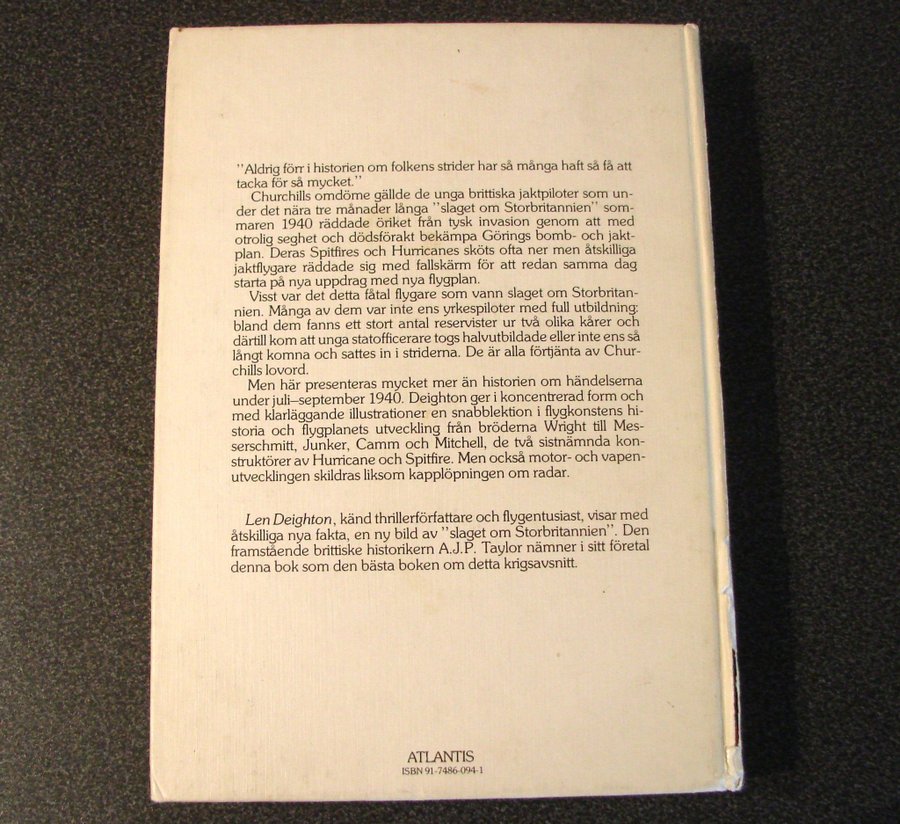 "Aldrig förr i historien om folkens strider har så många haft så få att
tacka för så mycket."
Churchills omdöme gällde de unga brittiska jaktpiloter som un-
der det nära tre månader långa "slaget om Storbritannien" som-
maren 1940 räddade öriket från tysk invasion genom att med
otrolig seghet och dödsförakt bekämpa Görings bomb- och jakt-
plan. Deras Spitfires och Hurricanes sköts ofta ner men åtskilliga
jaktflygare räddade sig med fallskärm för att redan samma dag
starta på nya uppdrag med nya flygplan.
Visst var det detta fåtal flygare som vann slaget om Storbritan-
nien. Många av dem var inte ens yrkespiloter med full utbildning:
bland dem fanns ett stort antal reservister ur två olika kårer och
därtill kom att unga statofficerare togs halvutbildade eller inte ens så
långt komna och sattes in i striderna. De är alla förtjänta av Chur-
chills lovord.
Men här presenteras mycket mer än historien om händelserna
under juli–september 1940. Deighton ger i koncentrerad form och
med klarläggande illustrationer en snabblektion i flygkonstens hi-
storia och flygplanets utveckling från bröderna Wright till Mes-
serschmitt, Junker, Camm och Mitchell, de två sistnämnda kon-
struktörer av Hurricane och Spitfire. Men också motor- och vapen-
utvecklingen skildras liksom kapplöpningen om radar.
Len Deighton, känd thrillerförfattare och flygentusiast, visar med
åtskilliga nya fakta, en ny bild av "slaget om Storbritannien". Den
framstående brittiske historikern A.J.P. Taylor nämner i sitt företal
denna bok som den bästa boken om detta krigsavsnitt.
ATLANTIS
ISBN 91-7486-094-1